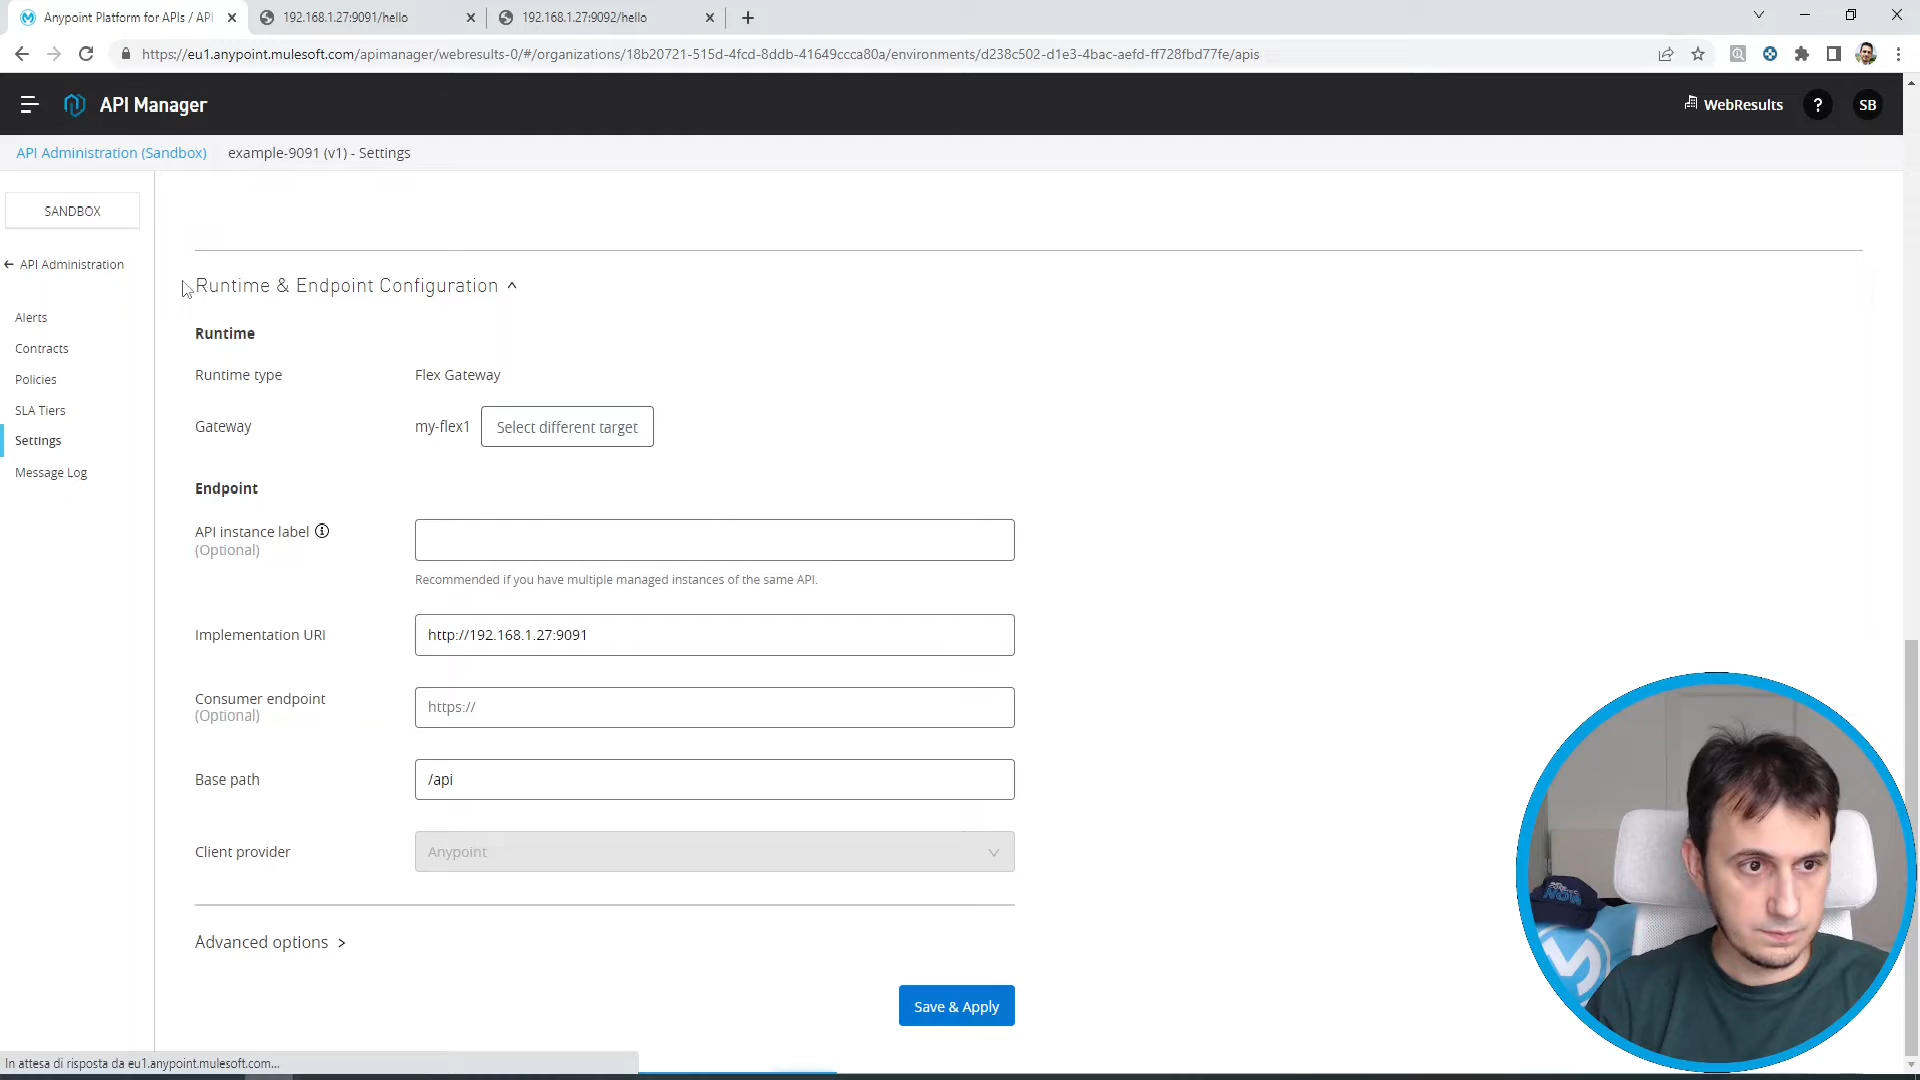 Anypoint Platform for APIs / API
192.168.1.27:9091/hello
192.168.1.27:9092/hello
https://eu1.anypoint.mulesoft.com/apimanager/webresults-0/#/organizations/18b20721-515d-4fcd-8ddb-41649ccca80a/environments/d238c502-d1e3-4bac-aefd-ff728fbd77fe/apis
API Manager
WebResults
?
SB
API Administration (Sandbox)
example-9091 (v1) - Settings
SANDBOX
API Administration
Alerts
Contracts
Policies
SLA Tiers
Settings
Message Log
Runtime & Endpoint Configuration
Runtime
Runtime type
Flex Gateway
Gateway
my-flex1
Select different target
Endpoint
API instance label
(Optional)
Recommended if you have multiple managed instances of the same API.
Implementation URI
http://192.168.1.27:9091
Consumer endpoint
(Optional)
https://
Base path
/api
Client provider
Anypoint
Advanced options
Save & Apply
In attesa di risposta da eu1.anypoint.mulesoft.com...
NOW